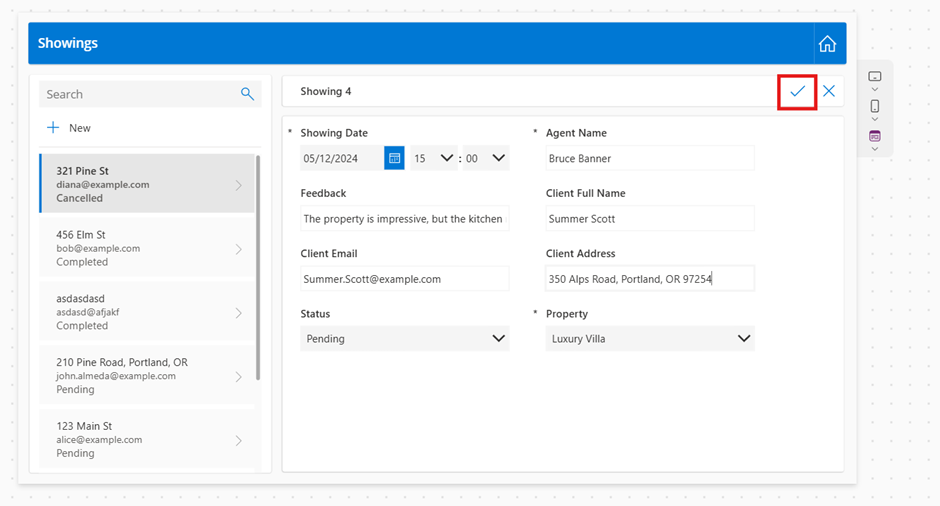 Showings
Search
New
321 Pine St
diana@example.com
Cancelled
456 Elm St
bob@example.com
Completed
asdasdasd
asdasd@afjakf
Completed
210 Pine Road, Portland, OR
john.almeda@example.com
Pending
123 Main St
alice@example.com
Pending
Showing 4
* Showing Date
05/12/2024 15 : 00
* Agent Name
Bruce Banner
Feedback
The property is impressive, but the kitchen
Client Full Name
Summer Scott
Client Email
Summer.Scott@example.com
Client Address
350 Alps Road, Portland, OR 97254
Status
Pending
* Property
Luxury Villa